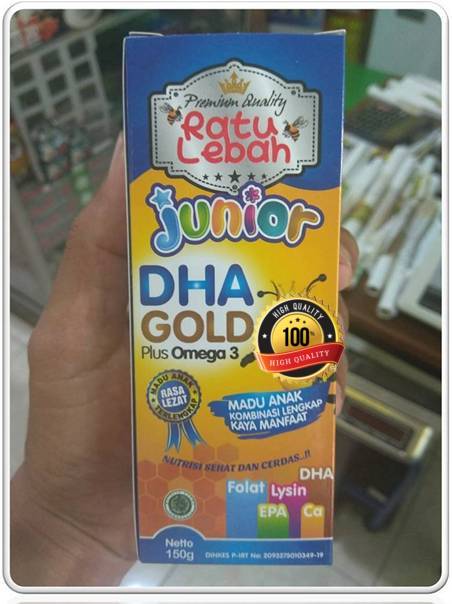 Premium Quality
Ratu
Lebah
junior
DHA
GOLD
Plus Omega 3
HIGH QUALITY
100%
HIGH QUALITY
MADU ANAK
RASA
LEZAT
TERLENGKAP
MADU ANAK
KOMBINASI LENGKAP
KAYA MANFAAT
NUTRISI SEHAT DAN CERDAS..!!
DHA
Folat Lysin
EPA Ca
Netto
150g
DINKES P-IRT No: 2093275010349-19